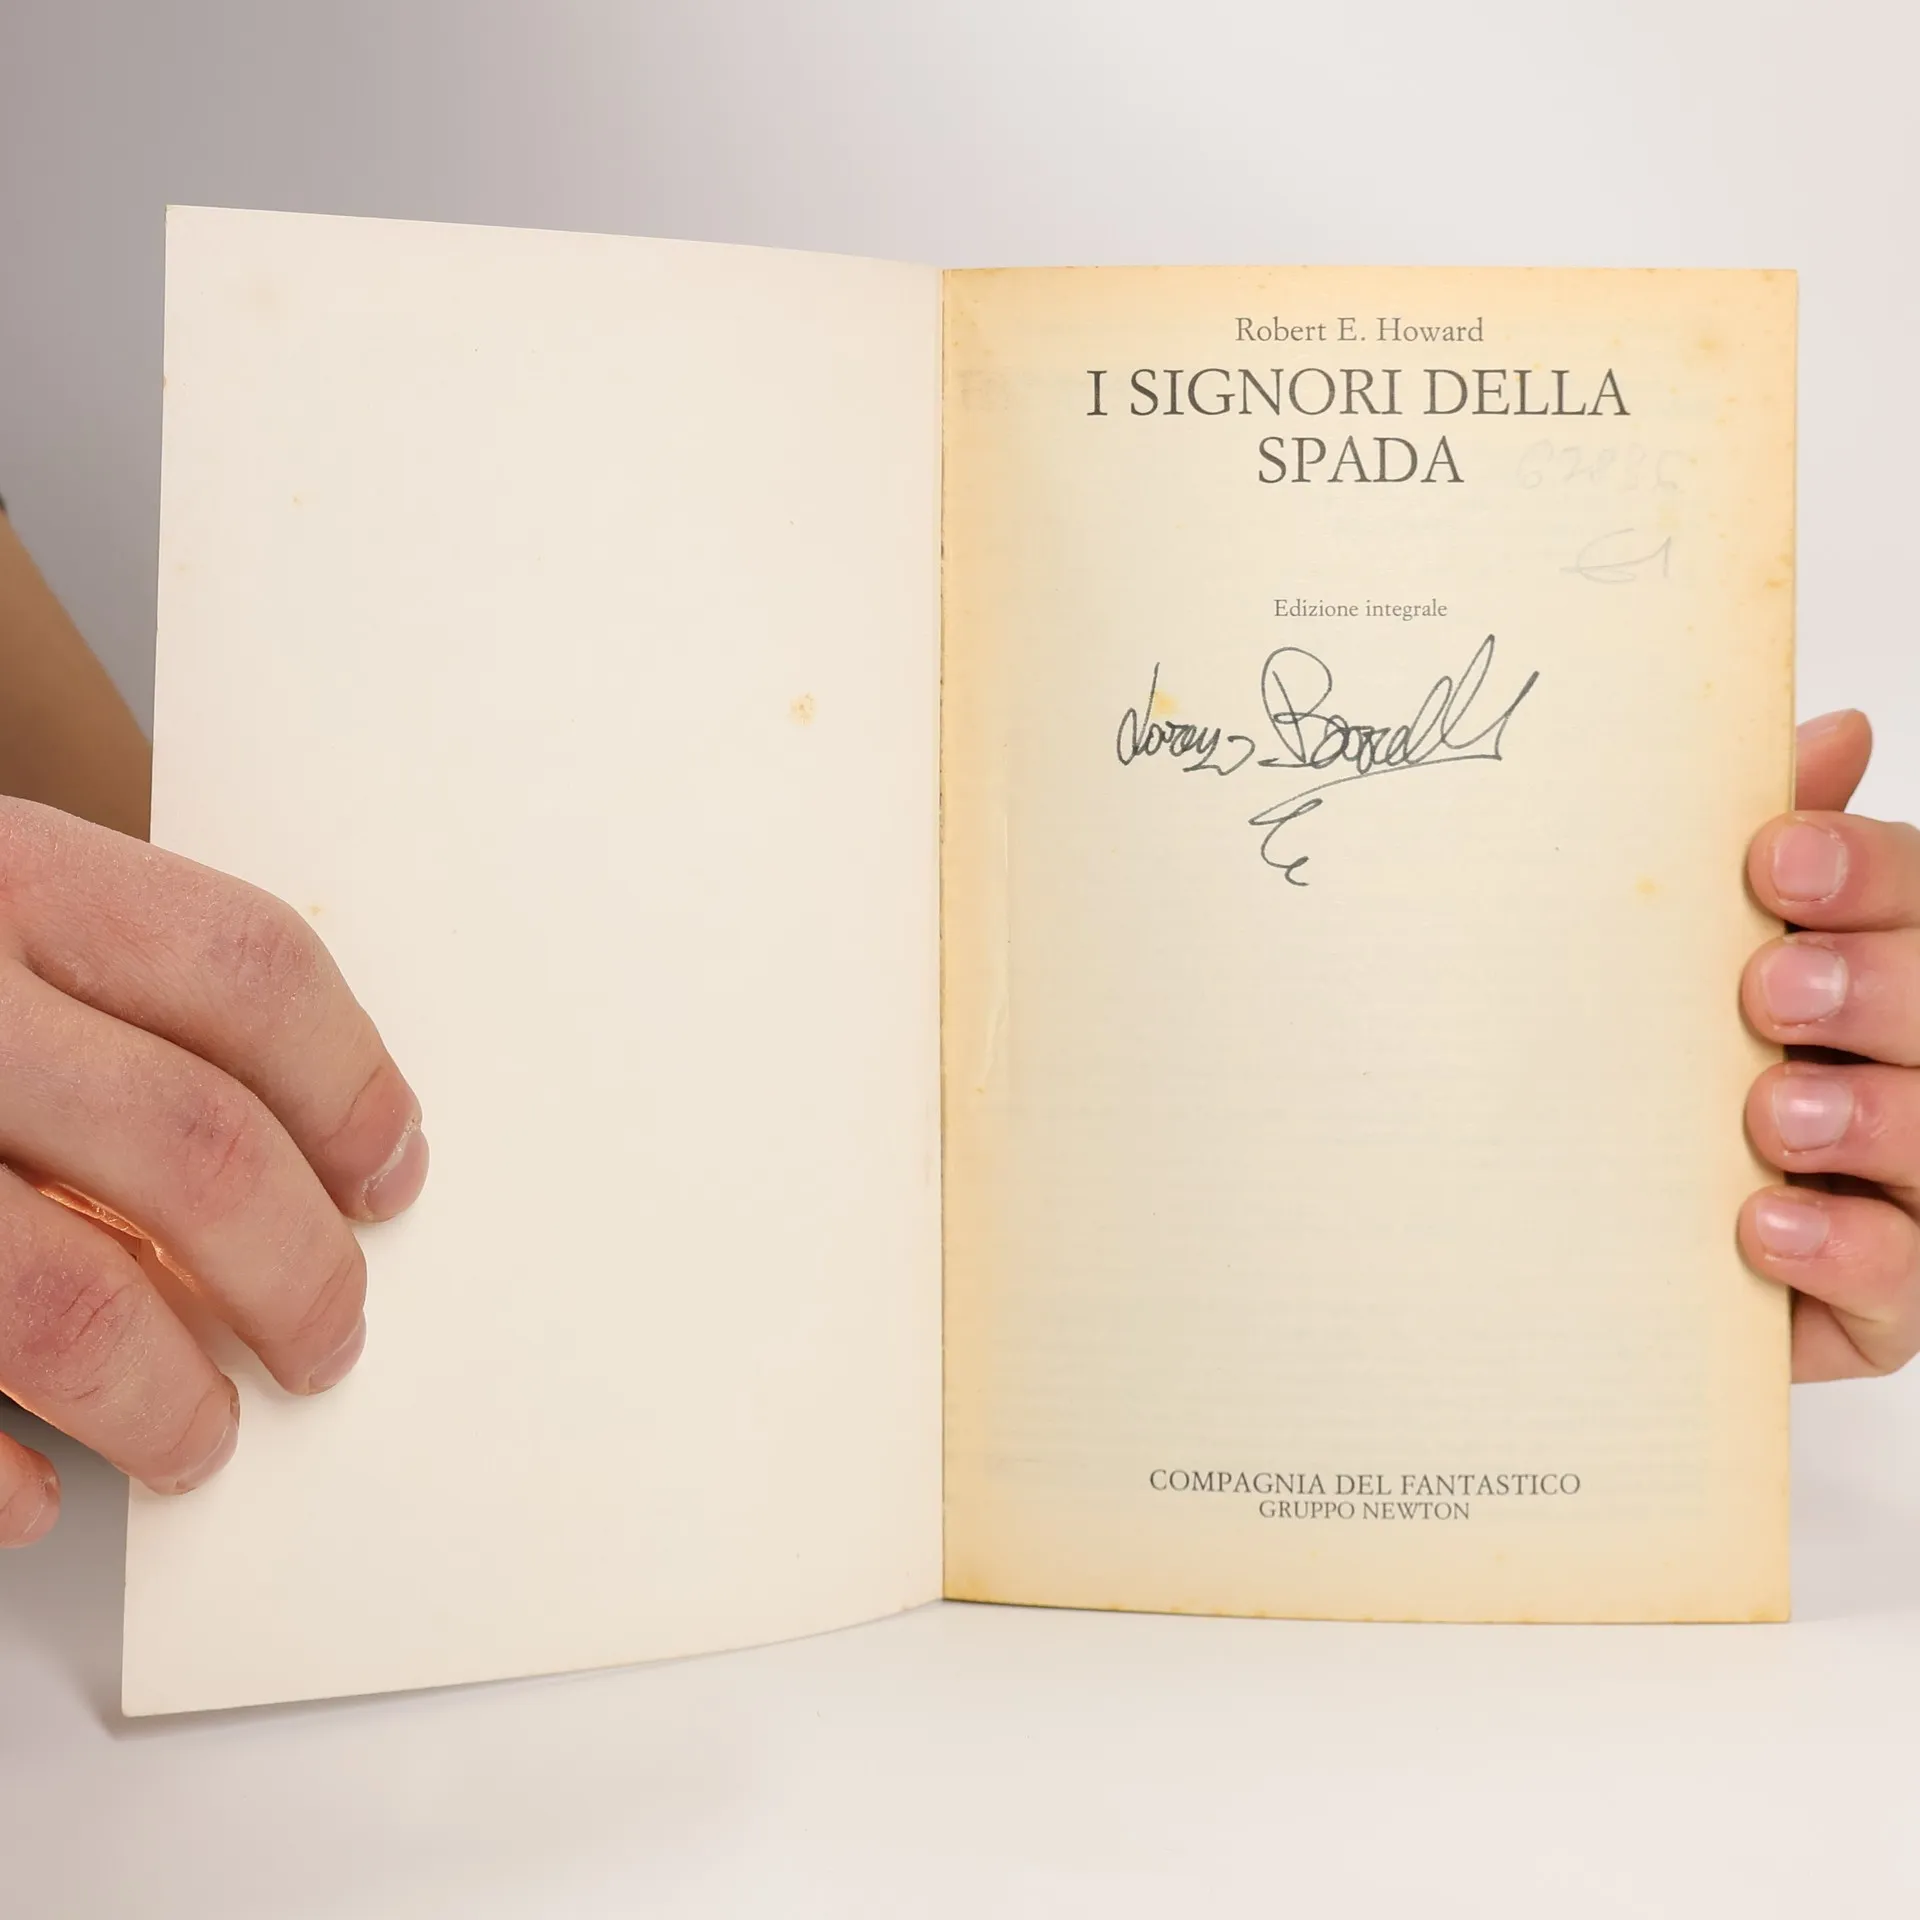 Robert E. Howard
I SIGNORI DELLA
SPADA
Edizione integrale
COMPAGNIA DEL FANTASTICO
GRUPPO NEWTON